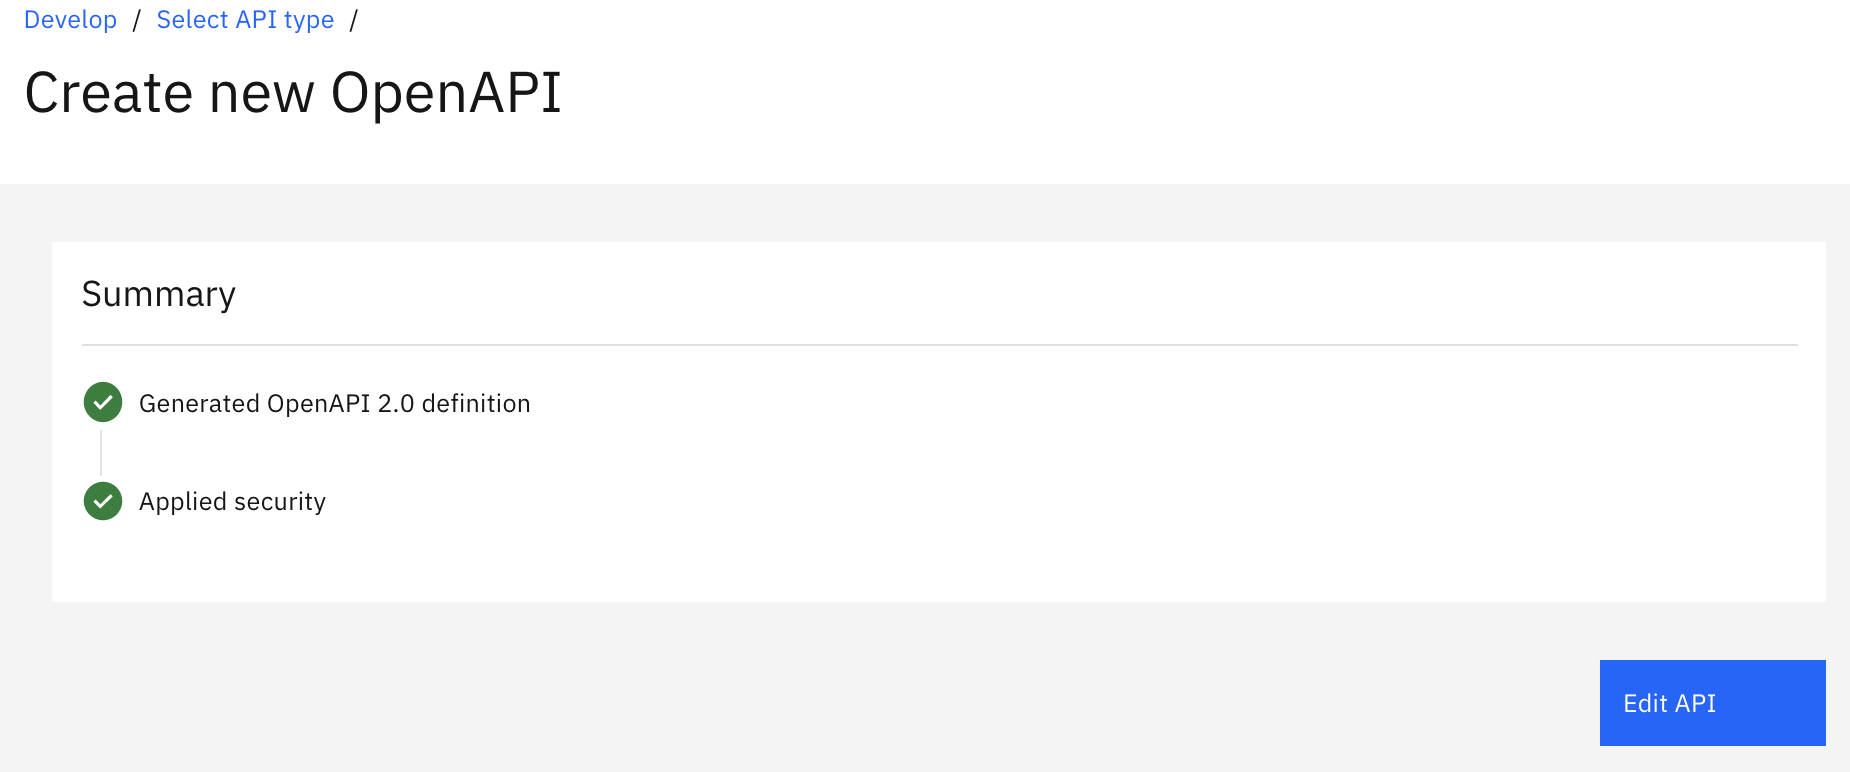 Develop / Select API type /
Create new OpenAPI
Summary
Generated OpenAPI 2.0 definition
Applied security
Edit API